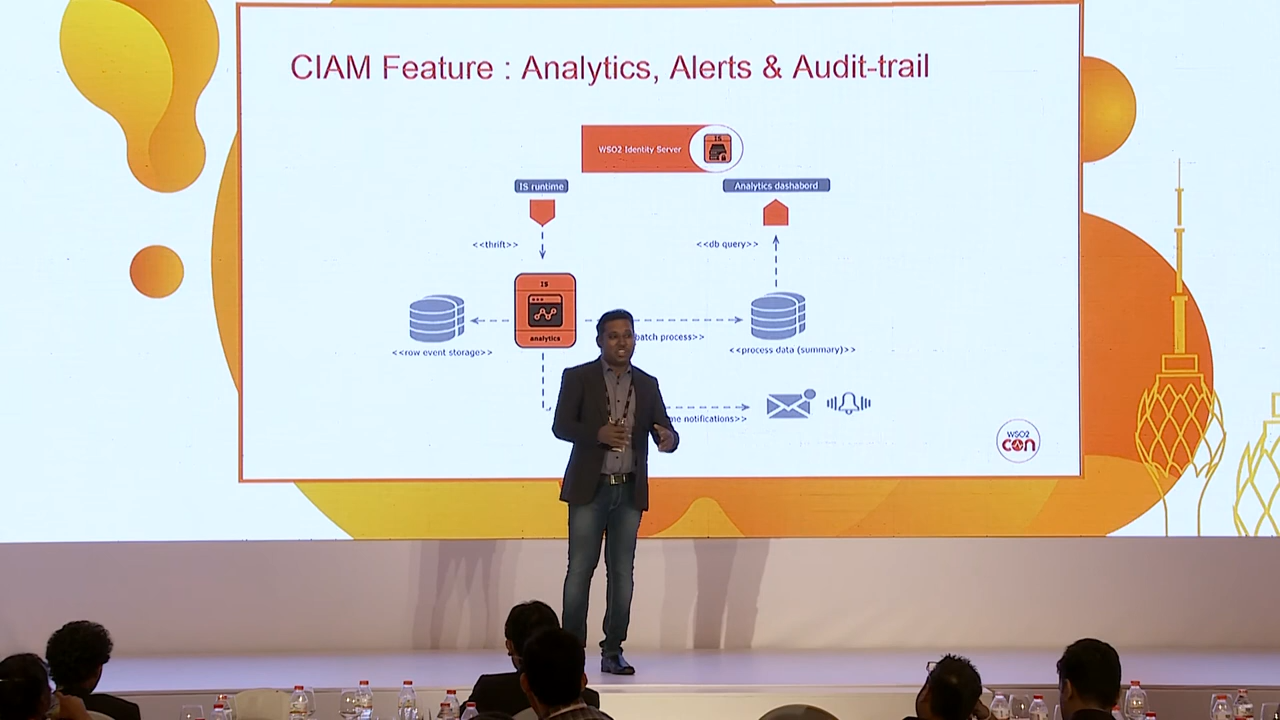 CIAM Feature : Analytics, Alerts & Audit-trail
WSO2 Identity Server
IS
IS runtime
Analytics dashabord
<<thrift>>
<<db query>>
IS
analytics
batch process>>
<<row event storage>>
<<process data (summary)>>
notifications>>
WSO2
CON